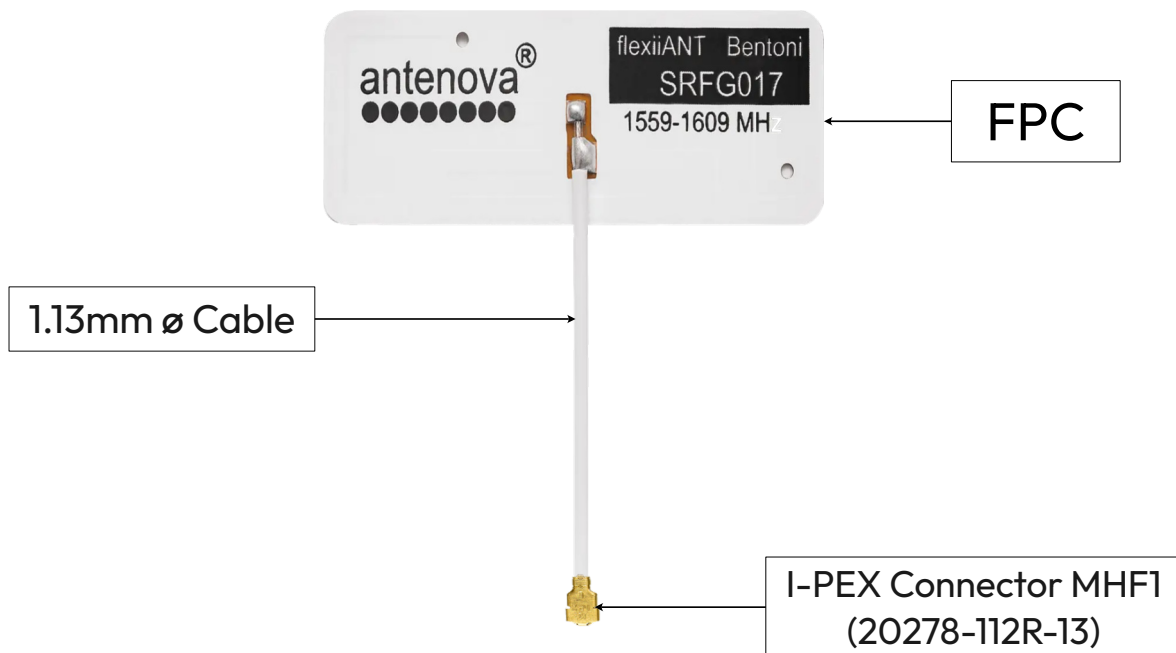 antenova®
flexiiANT Bentoni
SRFG017
1559-1609 MHz
FPC
1.13mm ø Cable
I-PEX Connector MHF1
(20278-112R-13)